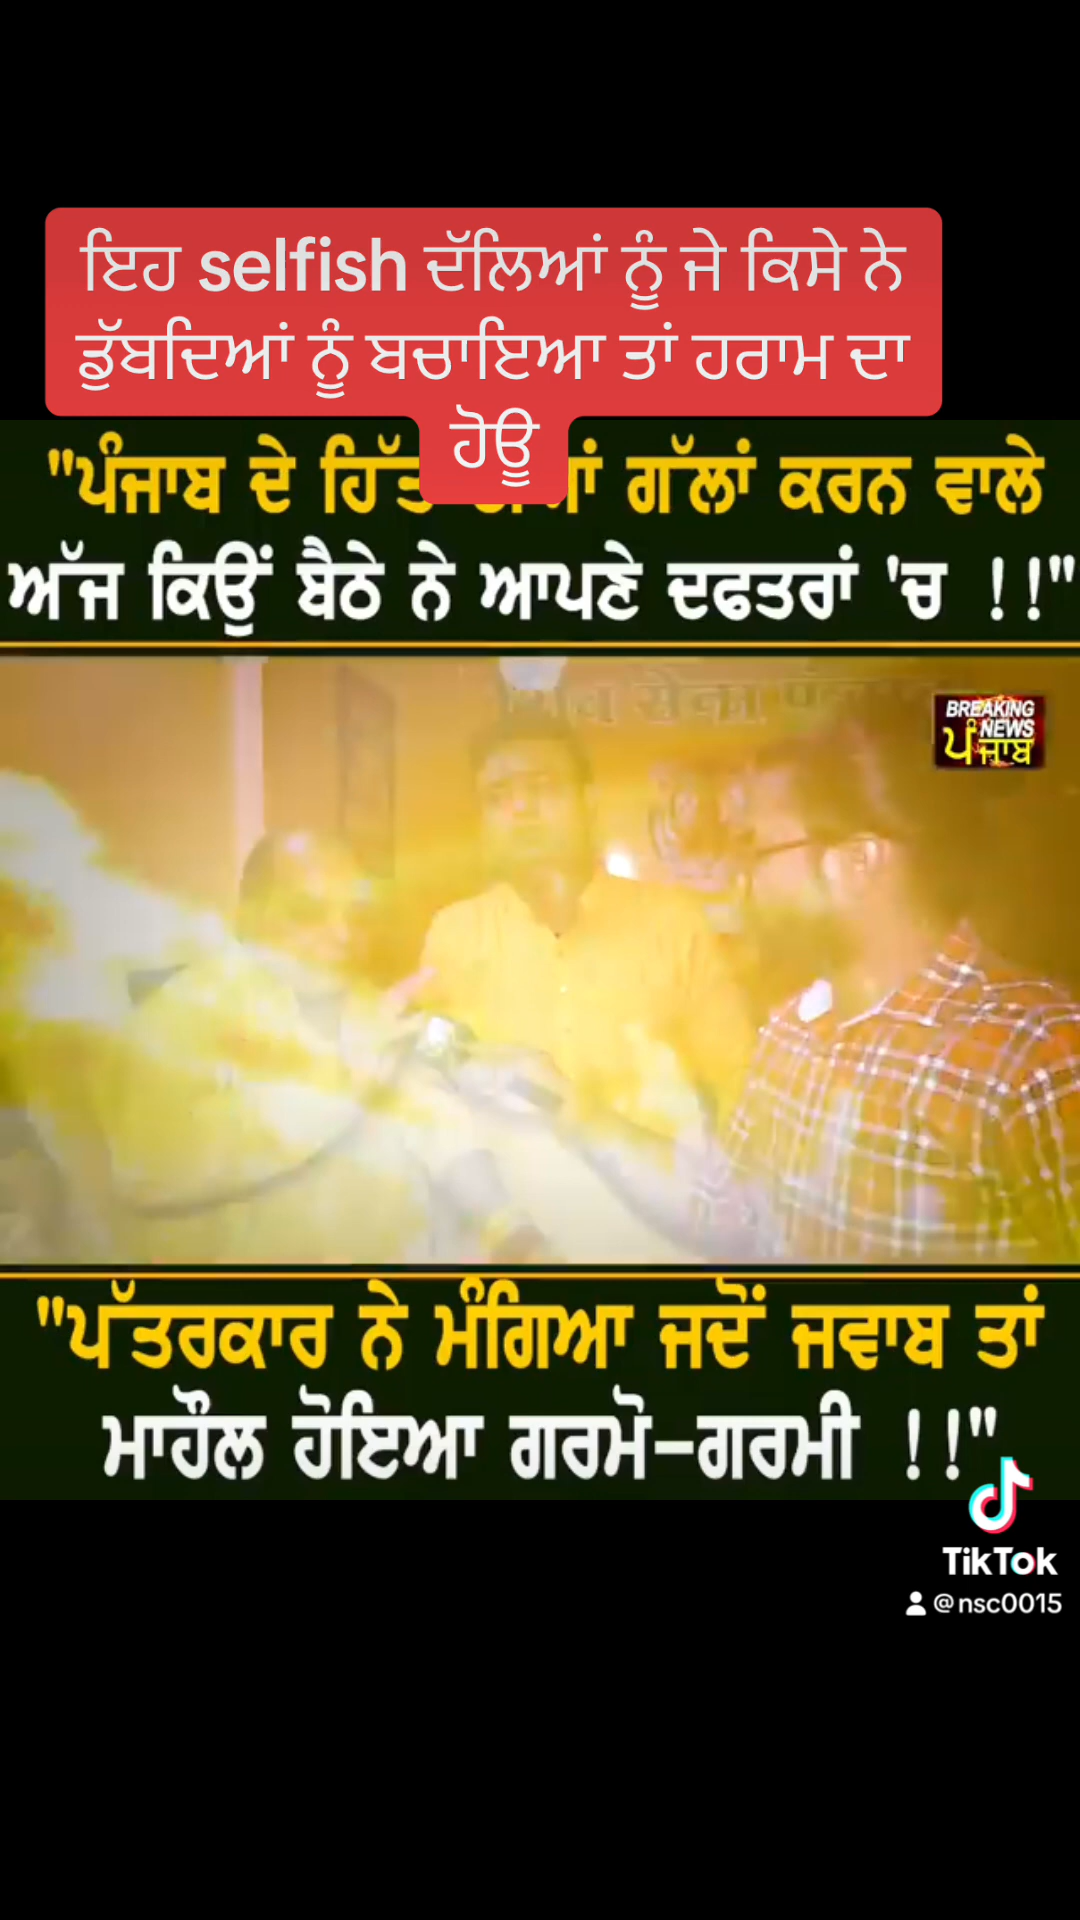 ਇਹ selfish ਦੱਲਿਆਂ ਨੂੰ ਜੇ ਕਿਸੇ ਨੇ
ਡੁੱਬਦਿਆਂ ਨੂੰ ਬਚਾਇਆ ਤਾਂ ਹਰਾਮ ਦਾ
ਹੋਊ
"ਪੰਜਾਬ ਦੇ ਗੱਲਾਂ ਕਰਨ ਵਾਲੇ
ਅੱਜ ਕਿਉਂ ਬੈਠੇ ਨੇ ਆਪਣੇ ਦਫਤਰਾਂ 'ਚ !!"
BREAKING
NEWS
ਪੰਜਾਬ
"ਪੱਤਰਕਾਰ ਨੇ ਮੰਗਿਆ ਜਦੋਂ ਜਵਾਬ ਤਾਂ
ਮਾਹੌਲ ਹੋਇਆ ਗਰਮੋ-ਗਰਮੀ !!"
TikTok
@nsc0015